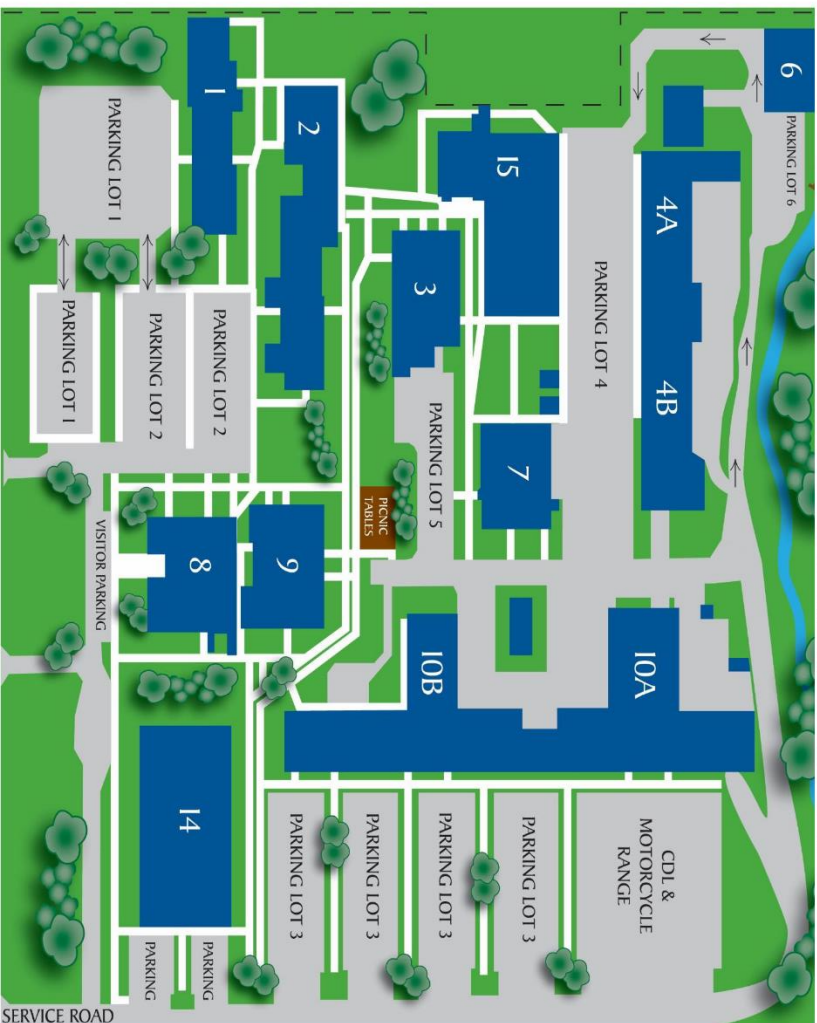 1
2
15
6
PARKING LOT 6
4A
4B
PARKING LOT 1
3
PARKING LOT 4
PARKING LOT 1
PARKING LOT 2
PARKING LOT 2
PARKING LOT 5
7
PICNIC
TABLES
VISITOR PARKING
8
9
10B
10A
14
PARKING LOT 3
PARKING LOT 3
PARKING LOT 3
PARKING LOT 3
CDL &
MOTORCYCLE
RANGE
PARKING
PARKING
SERVICE ROAD